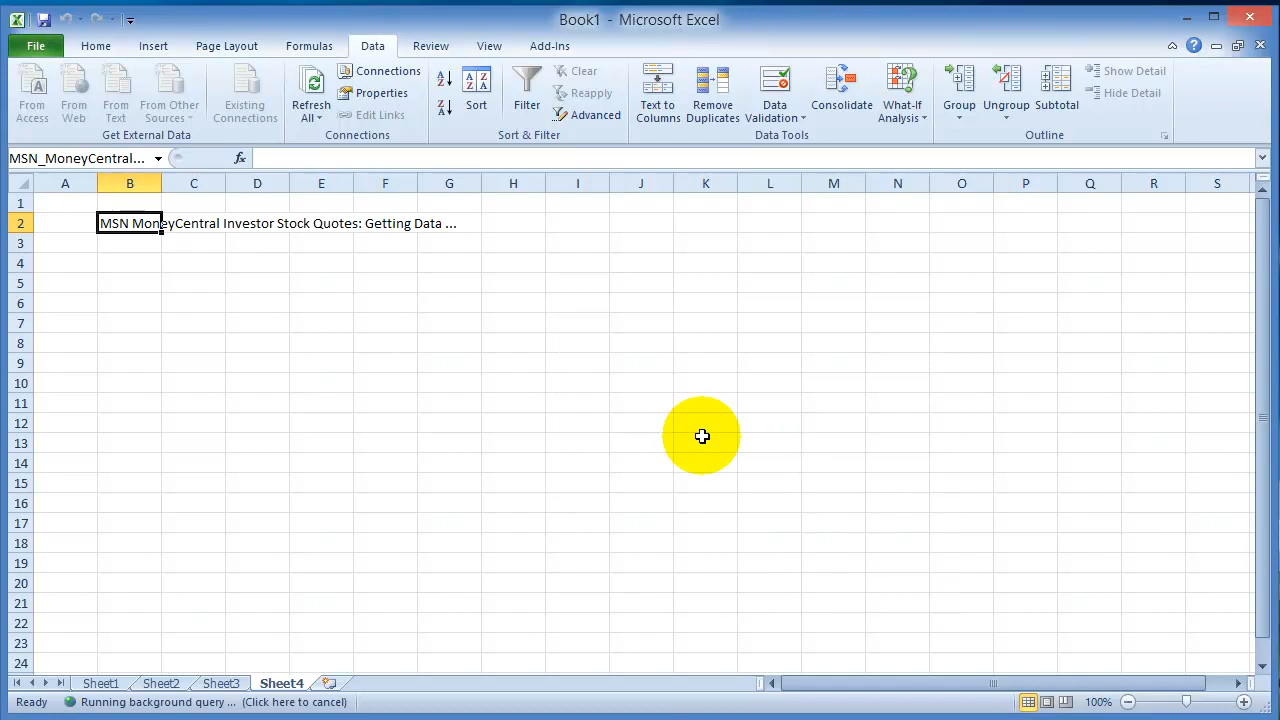 Book1 - Microsoft Excel
File Home Insert Page Layout Formulas Data Review View Add-Ins
From Access
From Web
From Text
From Other Sources
Existing Connections
Get External Data
Refresh All
Connections
Properties
Edit Links
Connections
Sort
Filter
Clear
Reapply
Advanced
Sort & Filter
Text to Columns
Remove Duplicates
Data Validation
Consolidate
What-If Analysis
Data Tools
Group
Ungroup
Subtotal
Show Detail
Hide Detail
Outline
MSN_MoneyCentral... fx
A B C D E F G H I J K L M N O P Q R S
1
2 MSN MoneyCentral Investor Stock Quotes: Getting Data ...
3
4
5
6
7
8
9
10
11
12
13
14
15
16
17
18
19
20
21
22
23
24
Sheet1 Sheet2 Sheet3 Sheet4
Ready Running background query ... (Click here to cancel) 100%